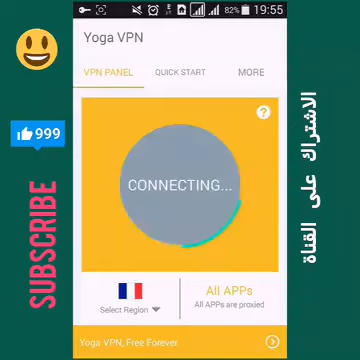 82% 19:55
Yoga VPN
VPN PANEL QUICK START MORE
?
CONNECTING...
Select Region
All APPs
All APPs are proxied
Yoga VPN, Free Forever
999
SUBSCRIBE
الاشتراك على القناة